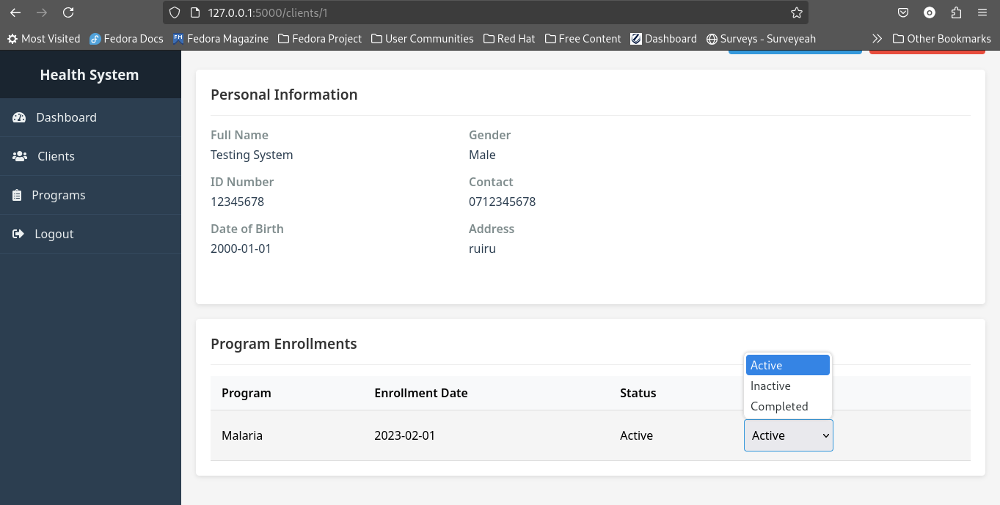 127.0.0.1:5000/clients/1
Most Visited Fedora Docs FM Fedora Magazine Fedora Project User Communities Red Hat Free Content Dashboard Surveys - Surveyeah Other Bookmarks
Health System
Dashboard
Clients
Programs
Logout
Personal Information
Full Name Gender
Testing System Male
ID Number Contact
12345678 0712345678
Date of Birth Address
2000-01-01 ruiru
Program Enrollments
Active
Inactive
Completed
Program Enrollment Date Status
Malaria 2023-02-01 Active Active